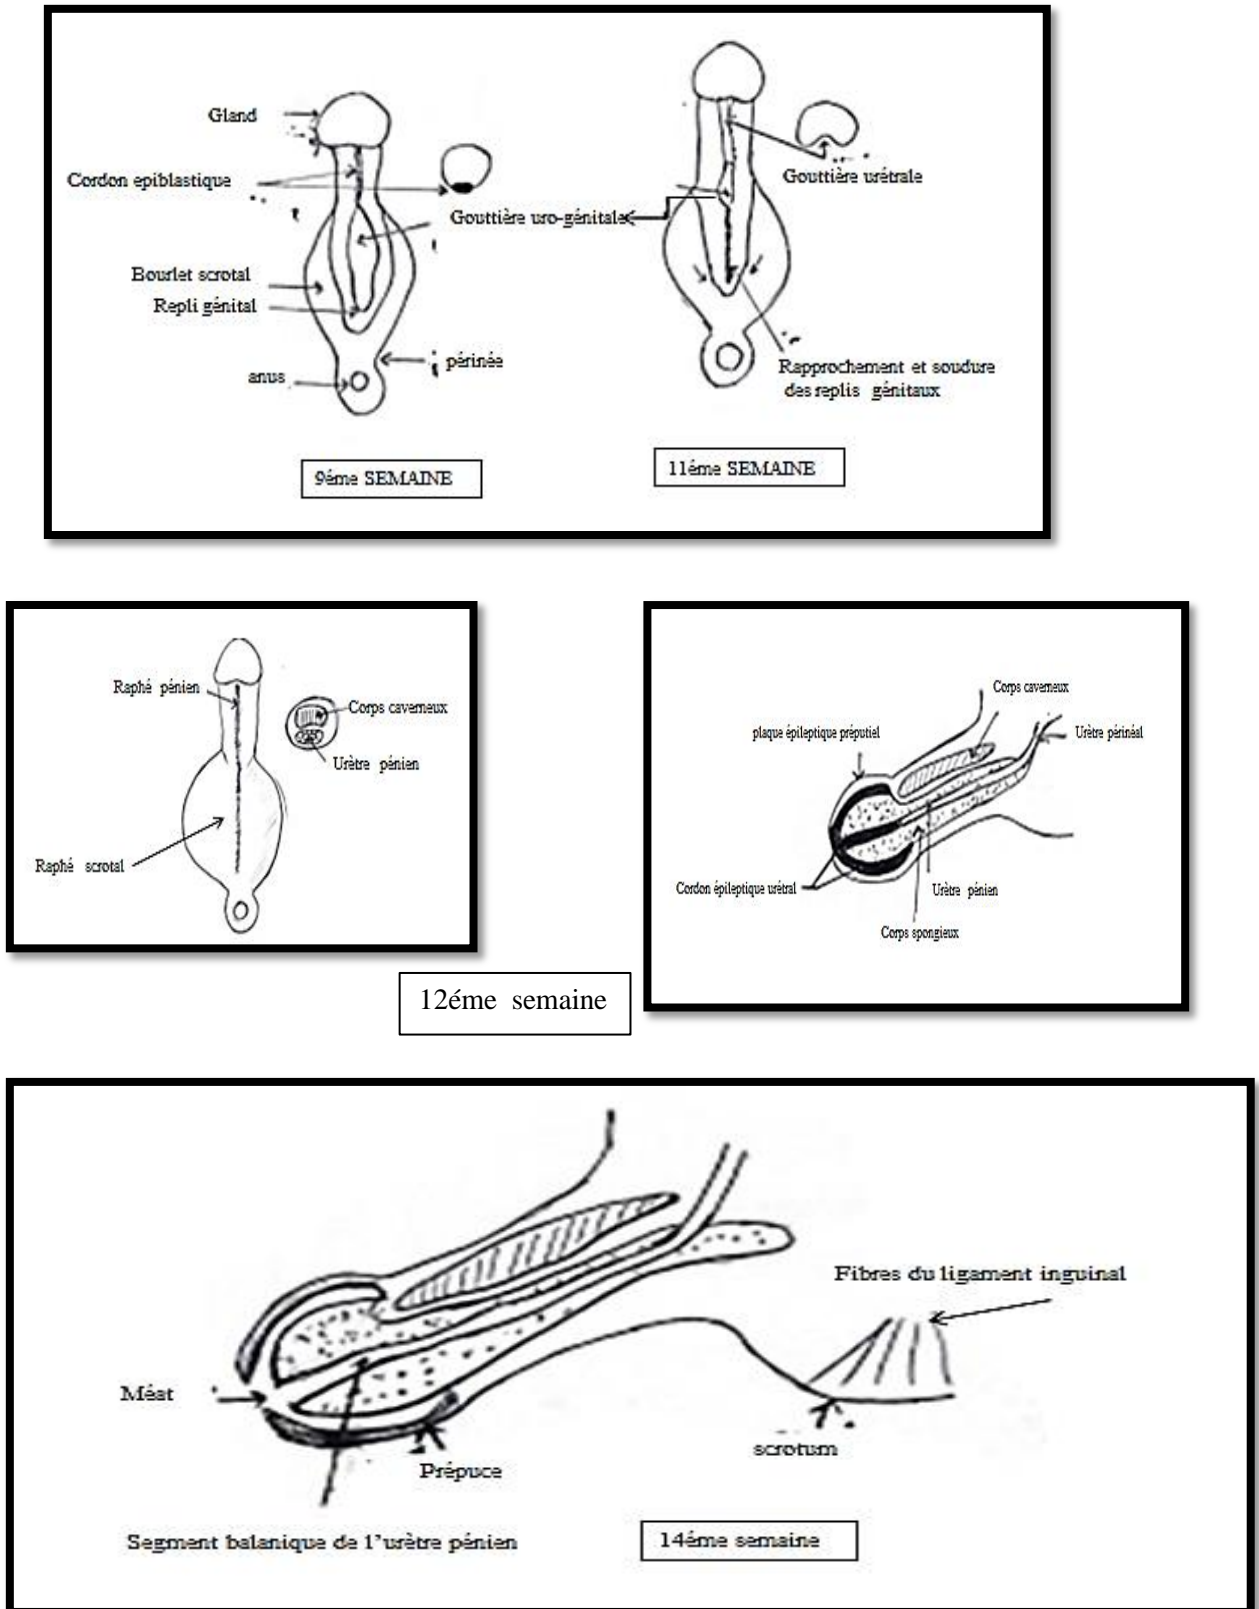 Gland
Cordon epiblastique
Bourlet scrotal
Repli génital
anus
périnée
Gouttière uro-génitale
Gouttière urétrale
Rapprochement et soudure
des replis génitaux
9éme SEMAINE
11éme SEMAINE
Raphé pénien
Corps caverneux
Urètre pénien
Raphé scrotal
Corps caverneux
plaque épileptique préputiel
Urètre périnéal
Cordon épileptique urétral
Urètre pénien
Corps spongieux
12éme semaine
Fibres du ligament inguinal
Méat
scrotum
Prépuce
Segment balanique de l'urètre pénien
14éme semaine